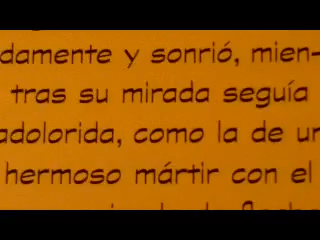 damente y sonrió, mien-
tras su mirada seguía
adolorida, como la de un
hermoso mártir con el